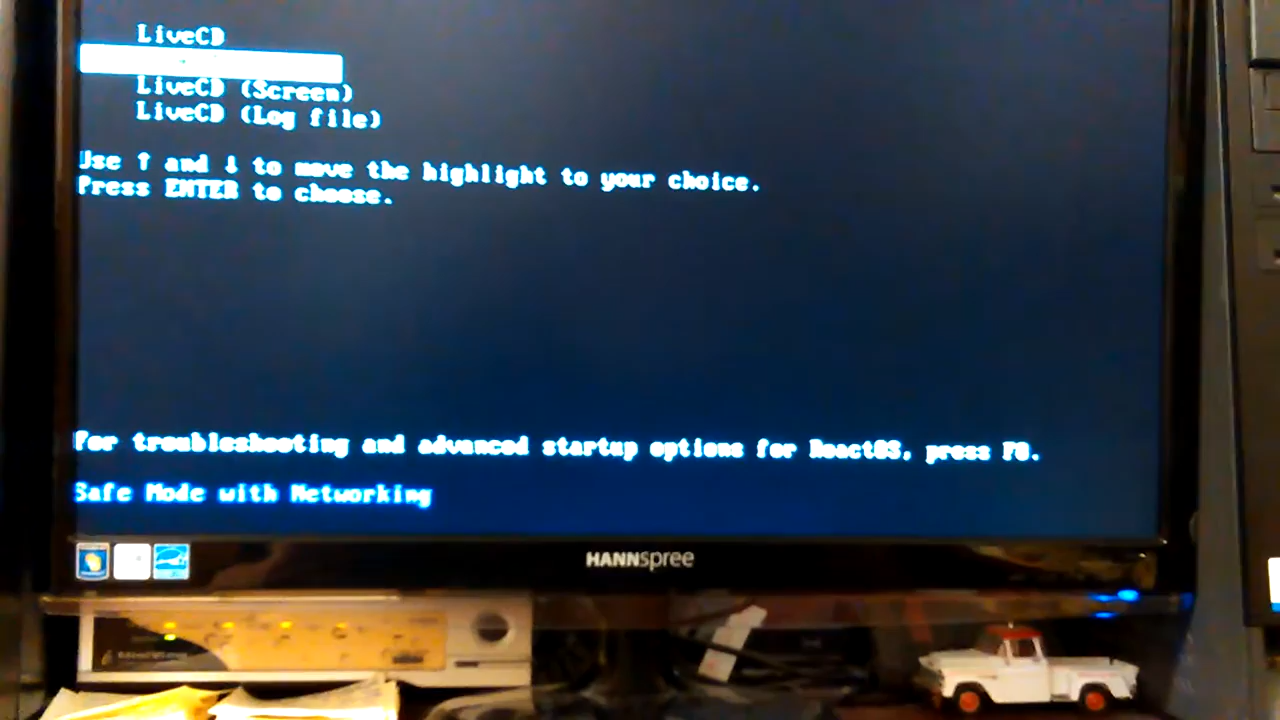 LiveCD
LiveCD (Screen)
LiveCD (Log file)
Use ↑ and ↓ to move the highlight to your choice.
Press ENTER to choose.
For troubleshooting and advanced startup options for ReactOS, press F8.
Safe Mode with Networking
HANNspree